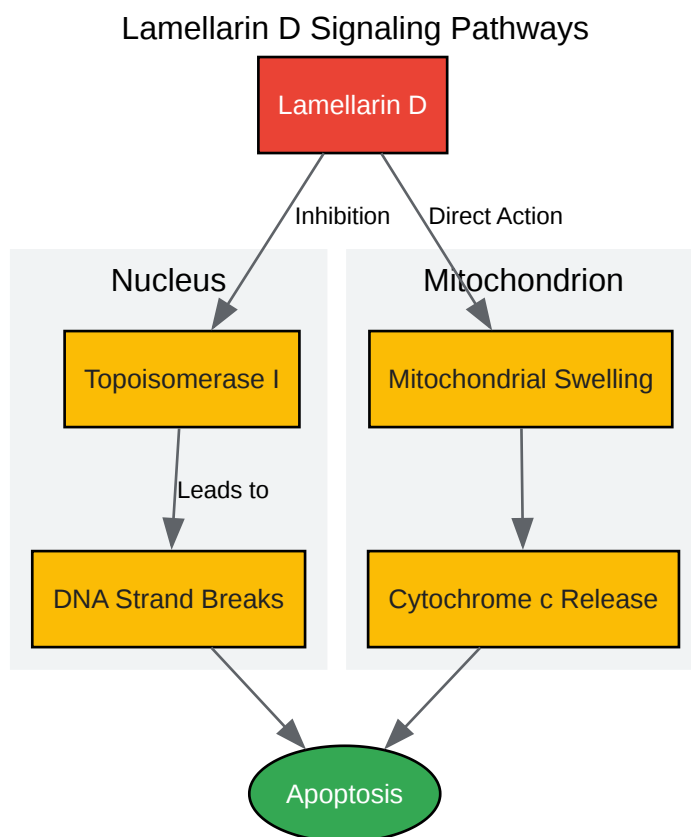 Lamellarin D Signaling Pathways
Lamellarin D
Inhibition
Direct Action
Nucleus
Mitochondrion
Topoisomerase I
Mitochondrial Swelling
Leads to
DNA Strand Breaks
Cytochrome c Release
Apoptosis